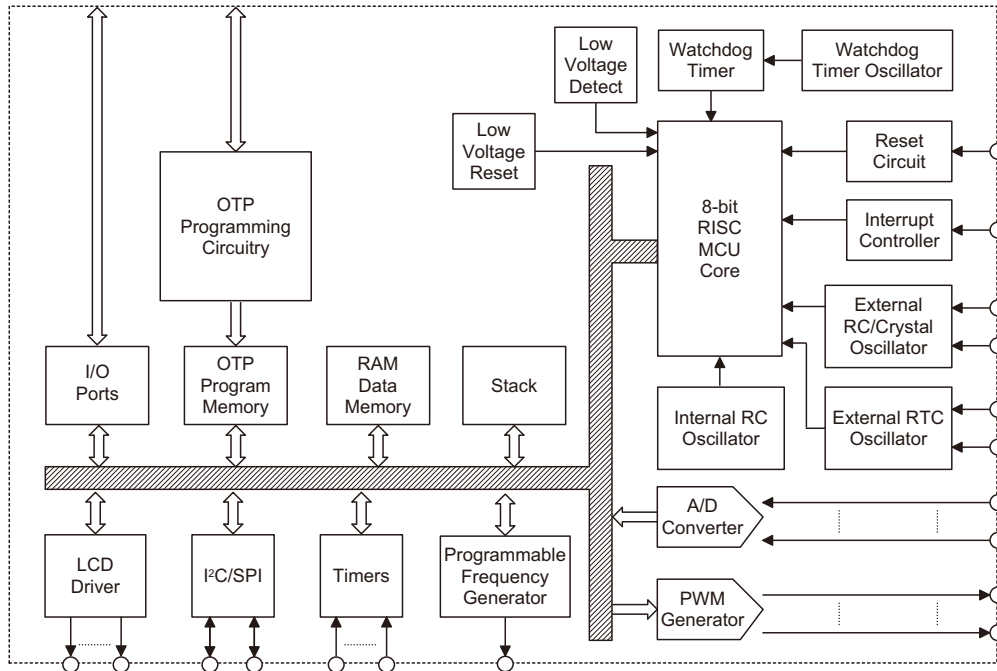 Low
Voltage
Detect
Watchdog
Timer
Watchdog
Timer Oscillator
Low
Voltage
Reset
Reset
Circuit
OTP
Programming
Circuitry
8-bit
RISC
MCU
Core
Interrupt
Controller
External
RC/Crystal
Oscillator
I/O
Ports
OTP
Program
Memory
RAM
Data
Memory
Stack
Internal RC
Oscillator
External RTC
Oscillator
A/D
Converter
LCD
Driver
I²C/SPI
Timers
Programmable
Frequency
Generator
PWM
Generator